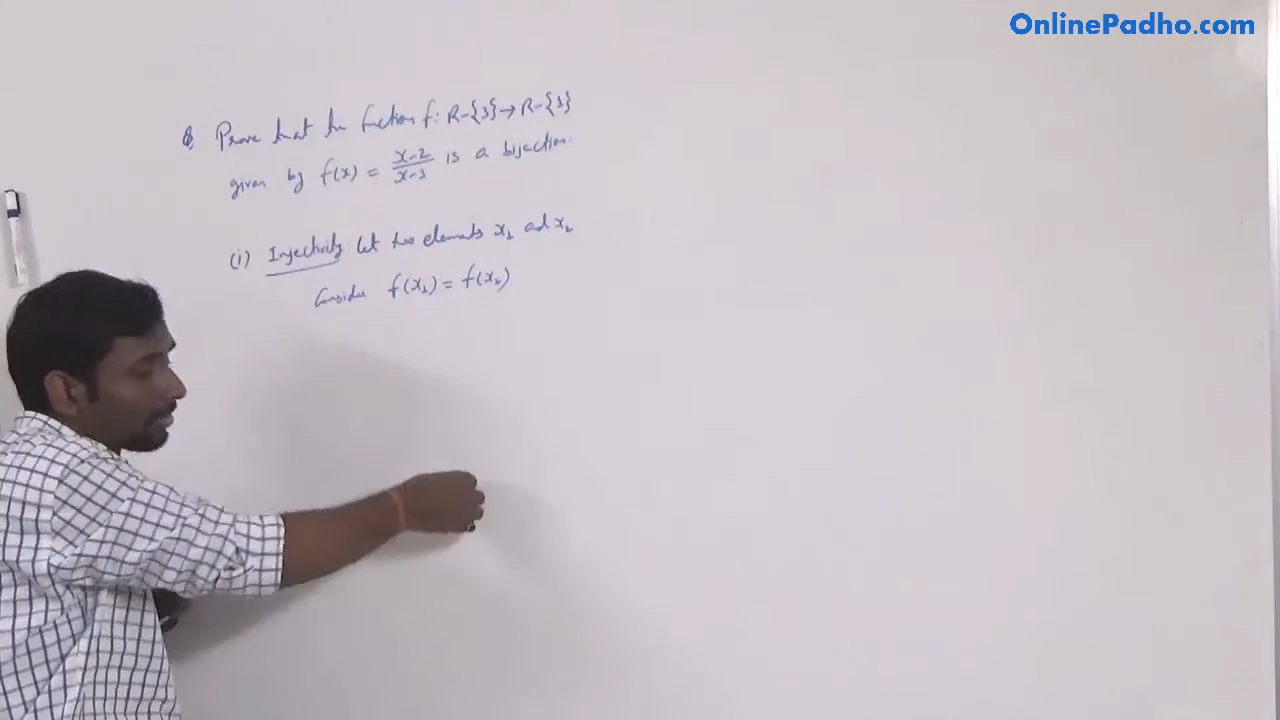 OnlinePadho.com
Q Prove that the function f: R-{3}→R-{1}
given by f(x) = x-2/x-3 is a bijection.
(i) Injectivity let two elements x₁ and x₂
Consider f(x₁) = f(x₂)